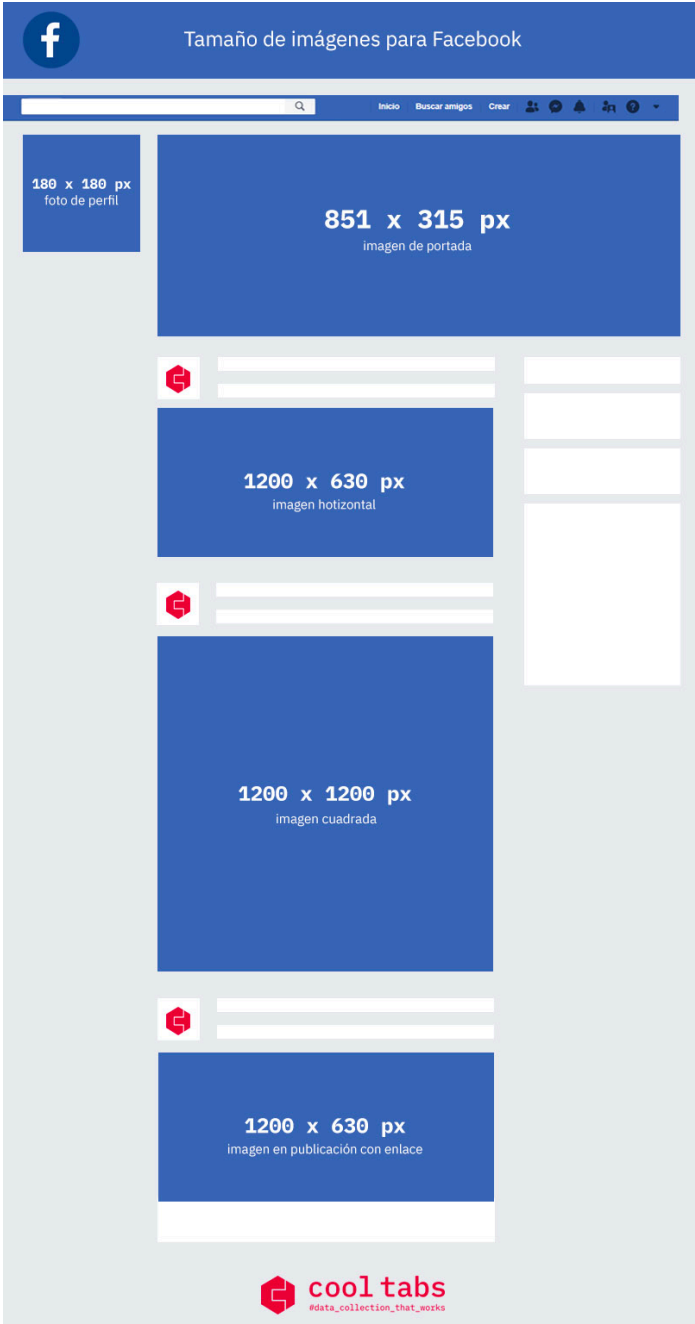 Tamaño de imágenes para Facebook
Inicio Buscar amigos Crear
180 x 180 px
foto de perfil
851 x 315 px
imagen de portada
1200 x 630 px
imagen hotizontal
1200 x 1200 px
imagen cuadrada
1200 x 630 px
imagen en publicación con enlace
cool tabs
#data_collection_that_works